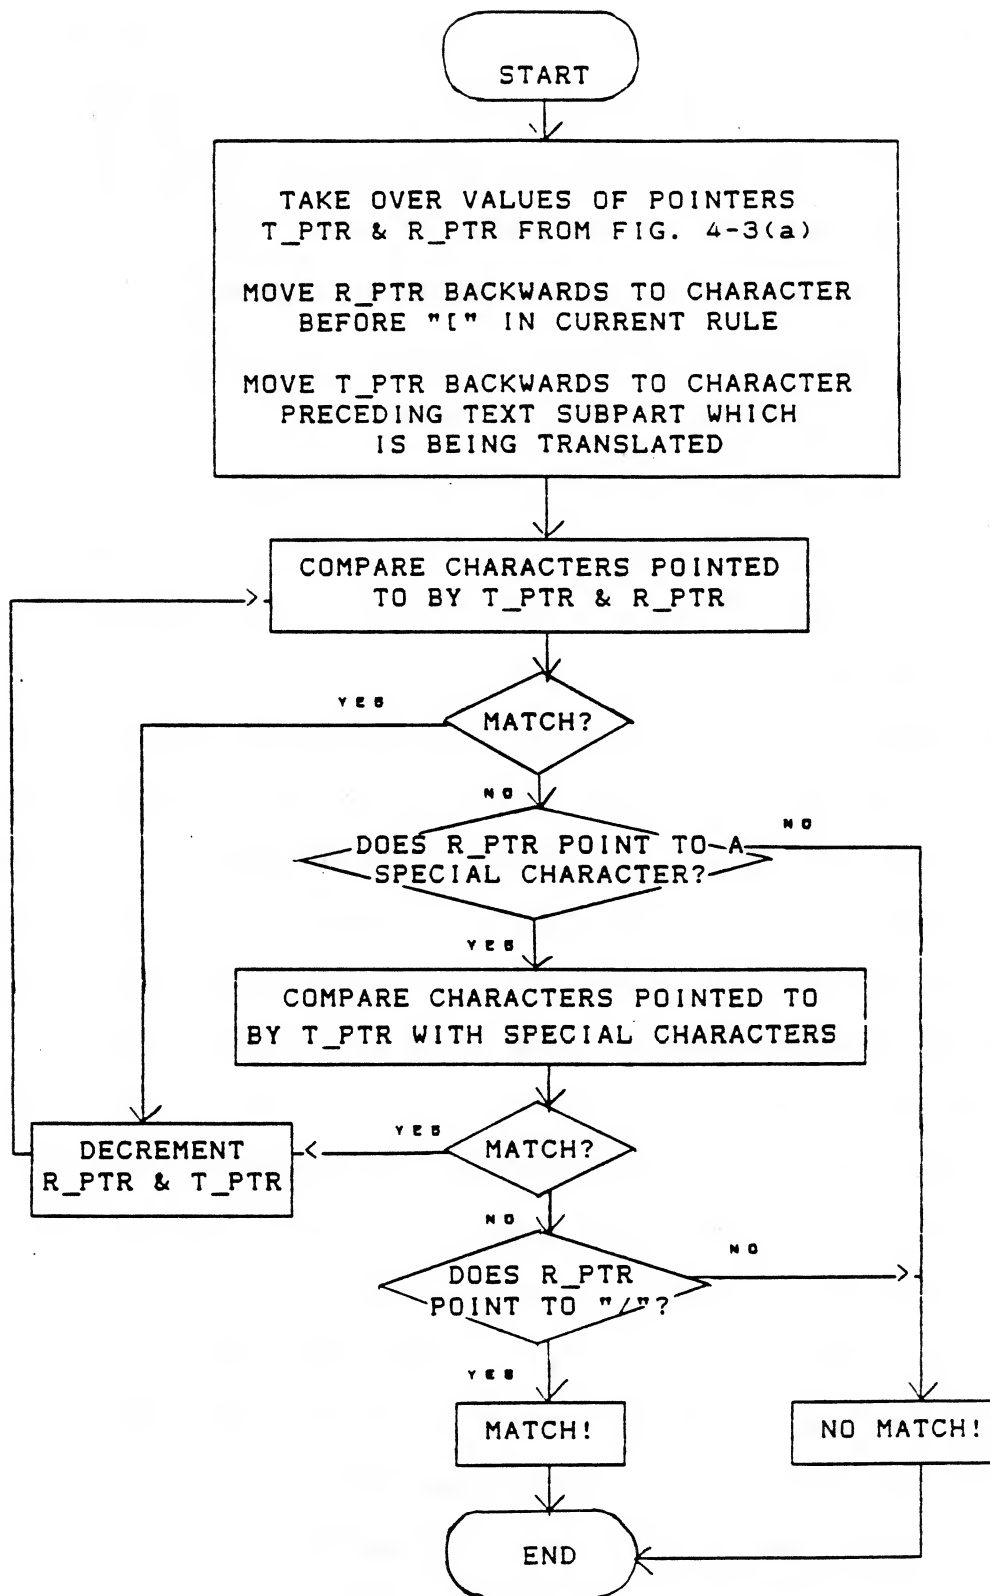 START
TAKE OVER VALUES OF POINTERS
T_PTR & R_PTR FROM FIG. 4-3(a)
MOVE R_PTR BACKWARDS TO CHARACTER
BEFORE "[" IN CURRENT RULE
MOVE T_PTR BACKWARDS TO CHARACTER
PRECEDING TEXT SUBPART WHICH
IS BEING TRANSLATED
COMPARE CHARACTERS POINTED
TO BY T_PTR & R_PTR
YES
MATCH?
NO
NO
DOES R_PTR POINT TO A
SPECIAL CHARACTER?
YES
COMPARE CHARACTERS POINTED TO
BY T_PTR WITH SPECIAL CHARACTERS
YES
MATCH?
DECREMENT
R_PTR & T_PTR
NO
NO
DOES R_PTR
POINT TO "/"?
YES
MATCH!
NO MATCH!
END